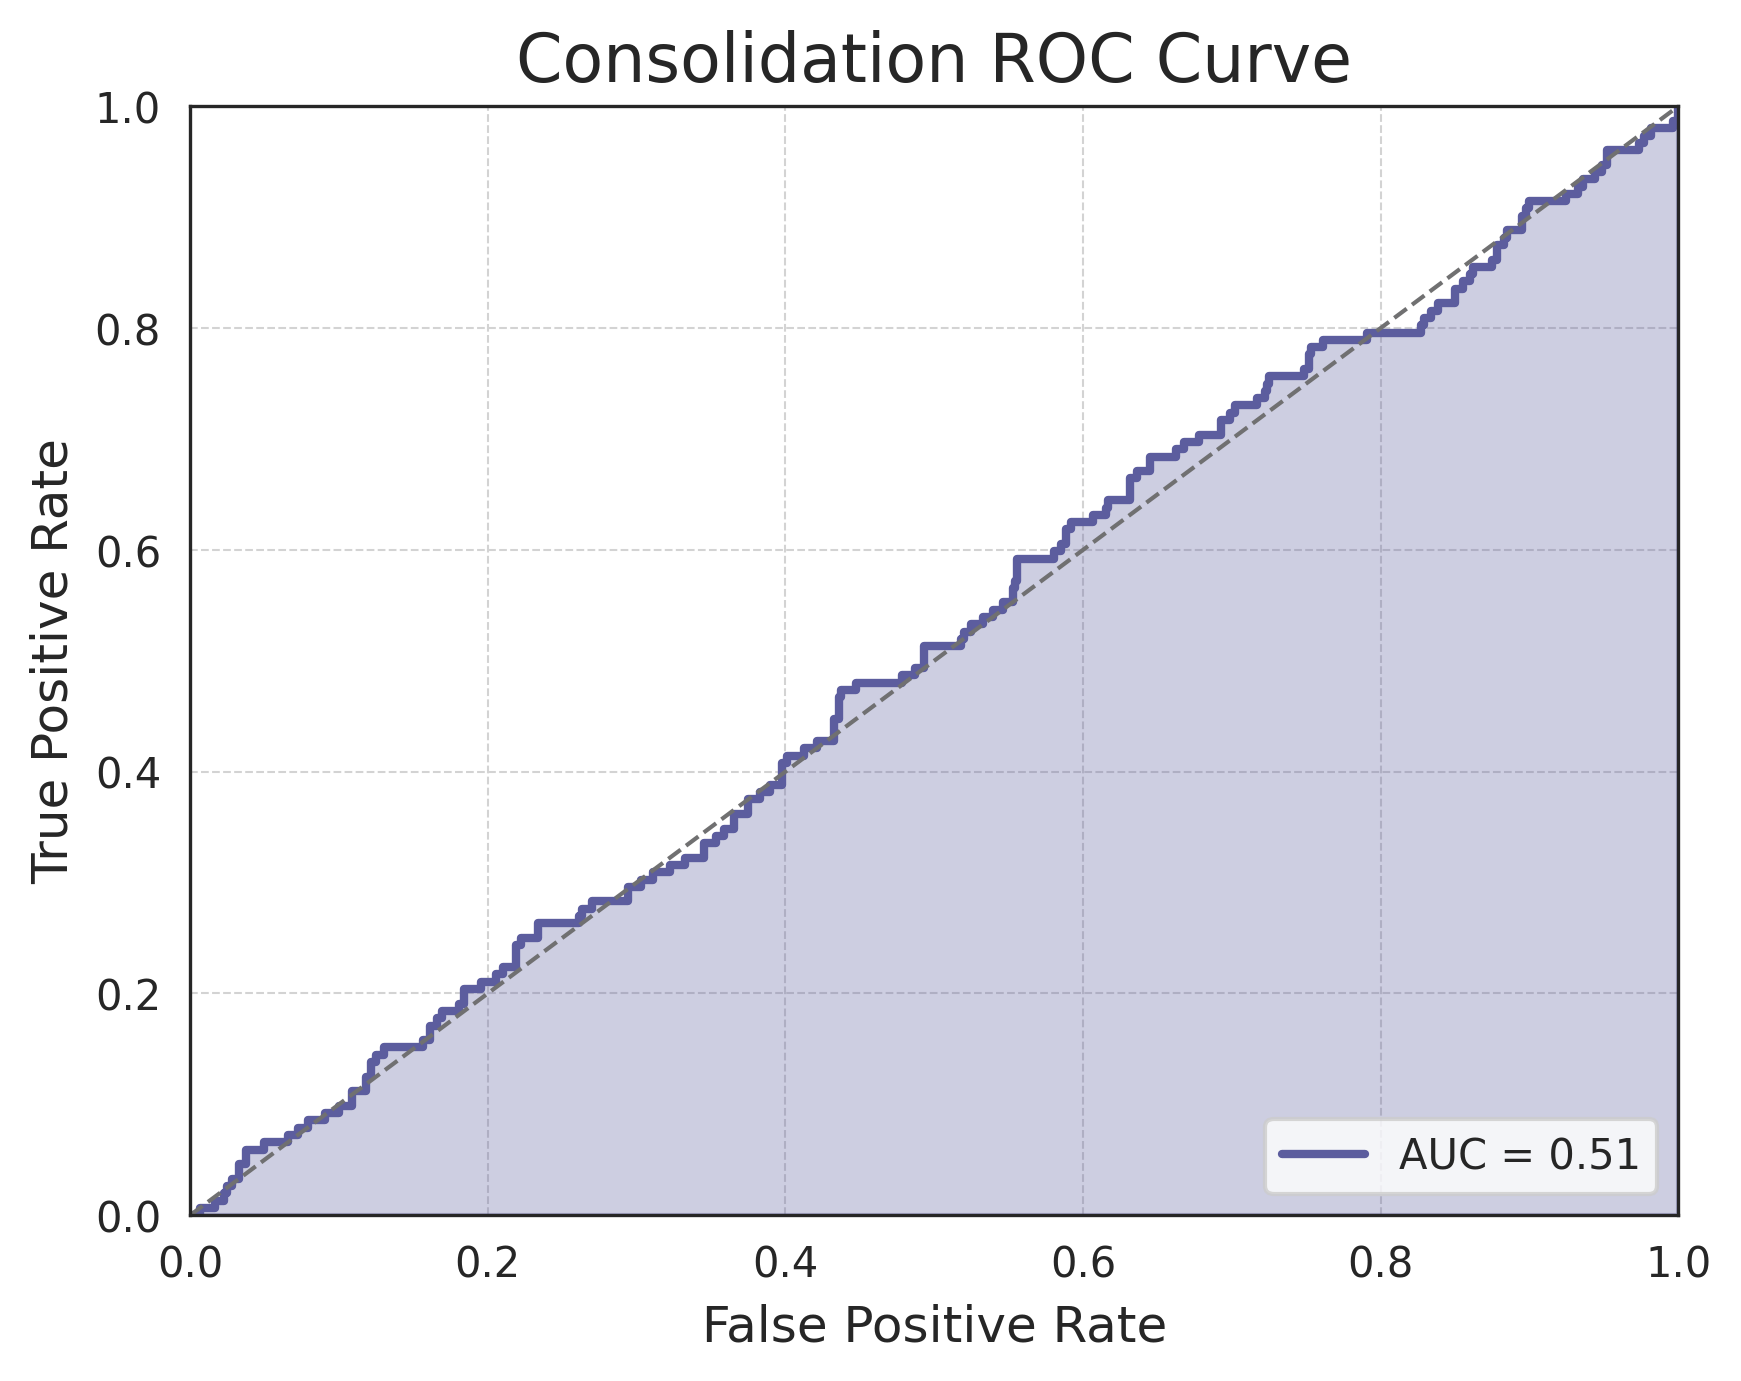 Consolidation ROC Curve
1.0
0.8
0.6
0.4
0.2
0.0
True Positive Rate
AUC = 0.51
0.0 0.2 0.4 0.6 0.8 1.0
False Positive Rate